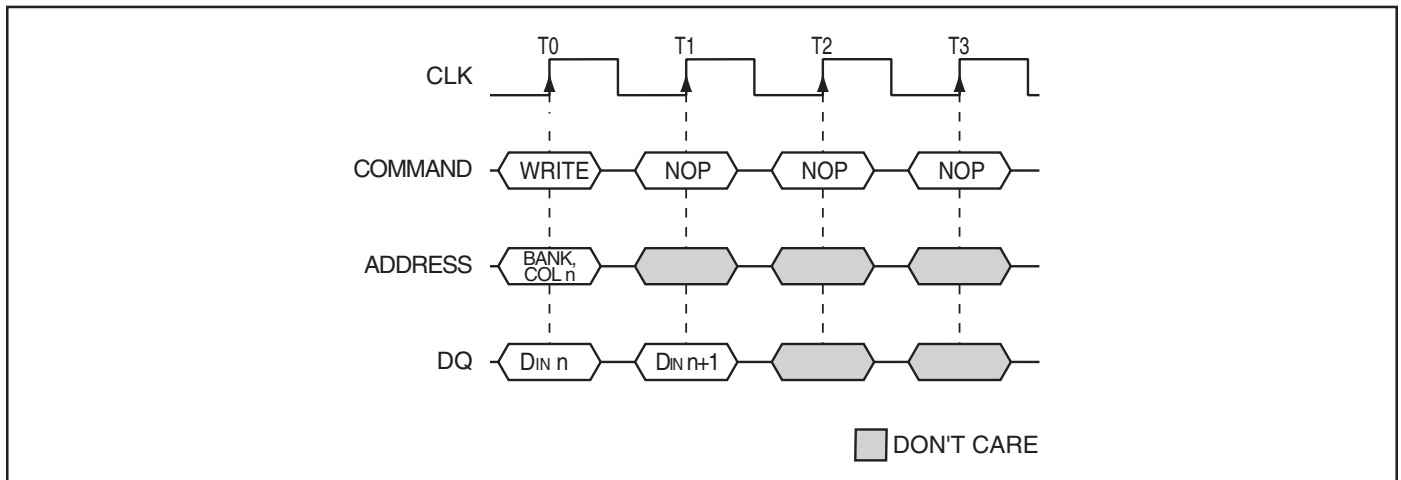 T0 T1 T2 T3
CLK
COMMAND WRITE NOP NOP NOP
ADDRESS BANK,
COL n
DQ DIN n DIN n+1
DON'T CARE